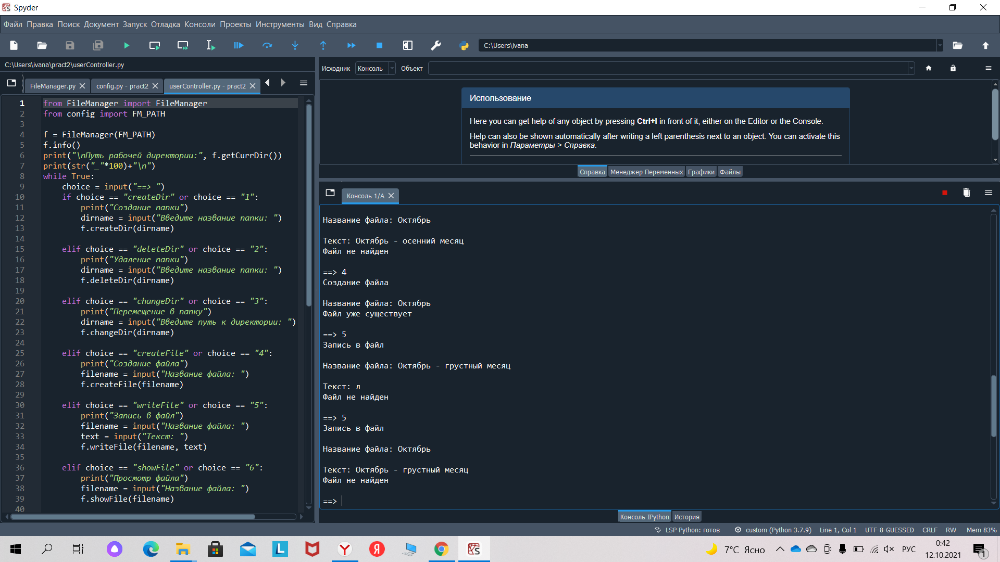 Spyder
Файл Правка Поиск Документ Запуск Отладка Консоли Проекты Инструменты Вид Справка
C:\Users\ivana
C:\Users\ivana\pract2\userController.py
FileManager.py
config.py - pract2
userController.py - pract2
1 from FileManager import FileManager
2 from config import FM_PATH
3
4 f = FileManager(FM_PATH)
5 f.info()
6 print("\nПуть рабочей директории:", f.getCurrDir())
7 print(str("_"*100)+"\n")
8 while True:
9     choice = input("==> ")
10     if choice == "createDir" or choice == "1":
11         print("Создание папки")
12         dirname = input("Введите название папки: ")
13         f.createDir(dirname)
14
15     elif choice == "deleteDir" or choice == "2":
16         print("Удаление папки")
17         dirname = input("Введите название папки: ")
18         f.deleteDir(dirname)
19
20     elif choice == "changeDir" or choice == "3":
21         print("Перемещение в папку")
22         dirname = input("Введите путь к директории: ")
23         f.changeDir(dirname)
24
25     elif choice == "createFile" or choice == "4":
26         print("Создание файла")
27         filename = input("Название файла: ")
28         f.createFile(filename)
29
30     elif choice == "writeFile" or choice == "5":
31         print("Запись в файл")
32         filename = input("Название файла: ")
33         text = input("Текст: ")
34         f.writeFile(filename, text)
35
36     elif choice == "showFile" or choice == "6":
37         print("Просмотр файла")
38         filename = input("Название файла: ")
39         f.showFile(filename)
40
Исходник Консоль Объект
Использование
Here you can get help of any object by pressing Ctrl+I in front of it, either on the Editor or the Console.
Help can also be shown automatically after writing a left parenthesis next to an object. You can activate this
behavior in Параметры > Справка.
Справка Менеджер Переменных Графики Файлы
Консоль 1/A
Название файла: Октябрь
Текст: Октябрь - осенний месяц
Файл не найден
==> 4
Создание файла
Название файла: Октябрь
Файл уже существует
==> 5
Запись в файл
Название файла: Октябрь - грустный месяц
Текст: л
Файл не найден
==> 5
Запись в файл
Название файла: Октябрь
Текст: Октябрь - грустный месяц
Файл не найден
==>
Консоль IPython История
LSP Python: готов custom (Python 3.7.9) Line 1, Col 1 UTF-8-GUESSED CRLF RW Mem 83%
L
Y
Я
7°C Ясно
РУС
0:42
12.10.2021
1